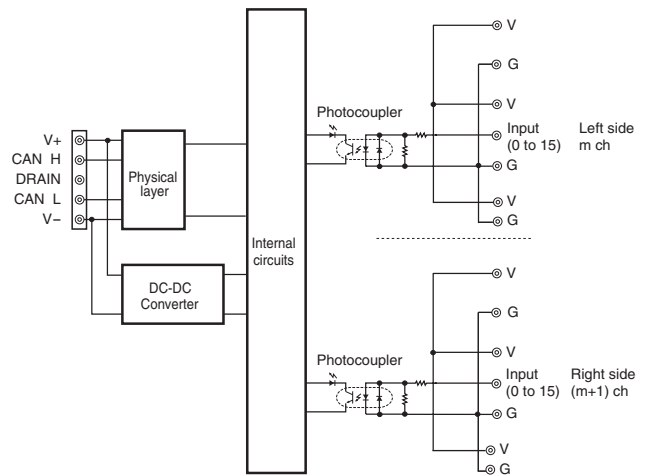 V+
CAN H
DRAIN
CAN L
V−
Physical
layer
DC-DC
Converter
Internal
circuits
Photocoupler
V
G
V
Input
(0 to 15)
Left side
m ch
G
V
G
Photocoupler
V
G
V
Input
(0 to 15)
Right side
(m+1) ch
G
V
G